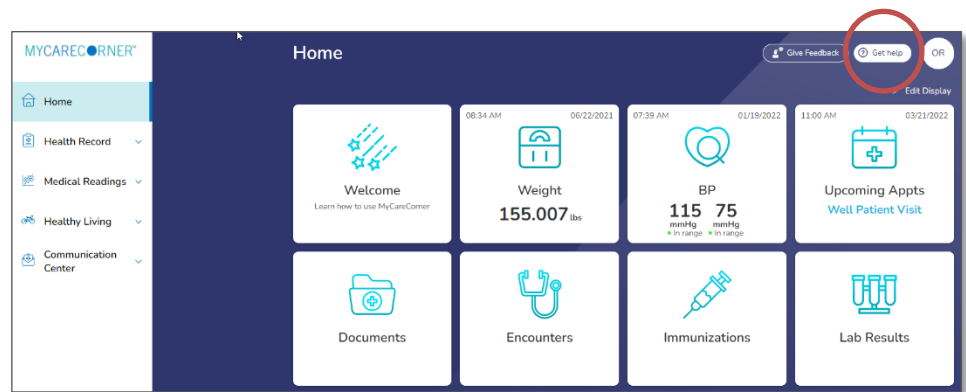 MYCARECORNER™
Home
Give Feedback
Get help
OR
Edit Display
Home
Health Record
Medical Readings
Healthy Living
Communication
Center
Welcome
Learn how to use MyCareCorner
08:34 AM 06/22/2021
Weight
155.007 lbs
07:39 AM 01/19/2022
BP
115 75
mmHg mmHg
In range In range
11:00 AM 03/21/2022
Upcoming Appts
Well Patient Visit
Documents
Encounters
Immunizations
Lab Results